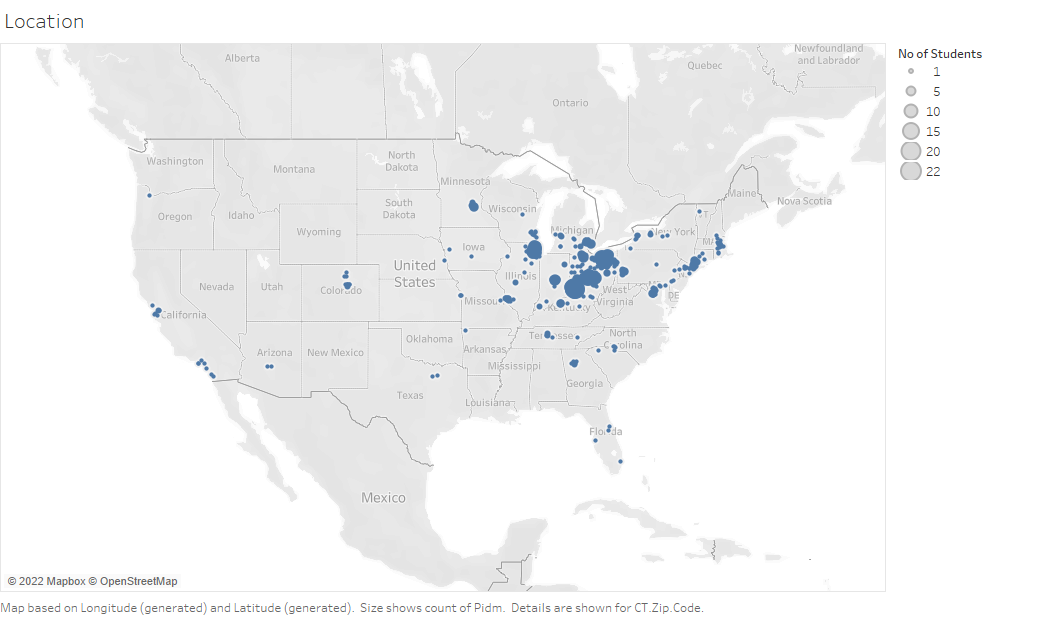 Location
No of Students
1
5
10
15
20
22
Newfoundland
and Labrador
Alberta
Quebec
Ontario
Washington
Montana
North
Dakota
Minnesota
Maine
Nova Scotia
Oregon
Idaho
South
Dakota
Wisconsin
VT
Wyoming
Michigan
New York
MA
Iowa
United
States
Nevada
Utah
Colorado
Illinois
West
Virginia
DE
Missouri
Kentucky
California
Oklahoma
Tennessee
North
Carolina
Arizona
New Mexico
Arkansas
Mississippi
Georgia
Texas
Louisiana
Florida
Mexico
© 2022 Mapbox © OpenStreetMap
Map based on Longitude (generated) and Latitude (generated).  Size shows count of Pidm.  Details are shown for CT.Zip.Code.